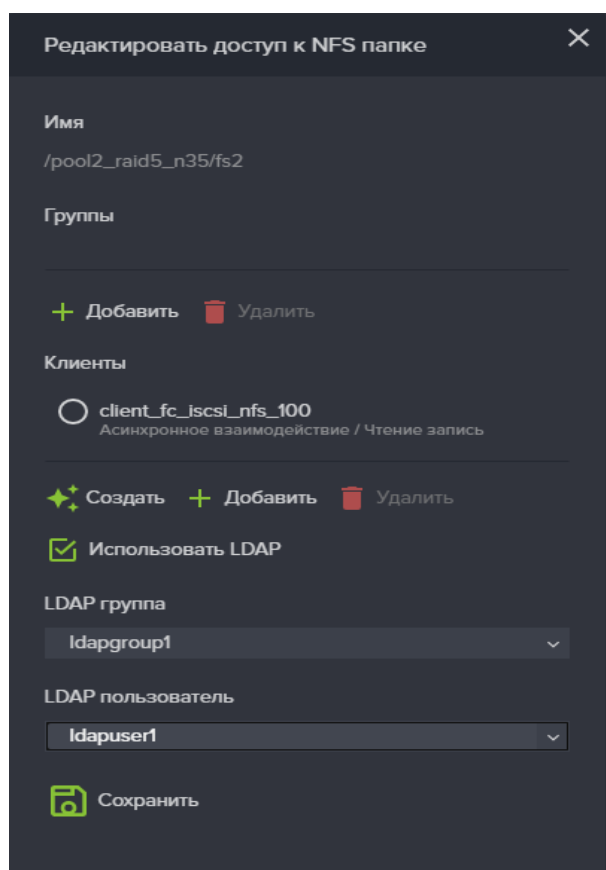 Редактировать доступ к NFS папке
Имя
/pool2_raid5_n35/fs2
Группы
Добавить Удалить
Клиенты
client_fc_iscsi_nfs_100
Асинхронное взаимодействие / Чтение запись
Создать Добавить Удалить
Использовать LDAP
LDAP группа
ldapgroup1
LDAP пользователь
ldapuser1
Сохранить